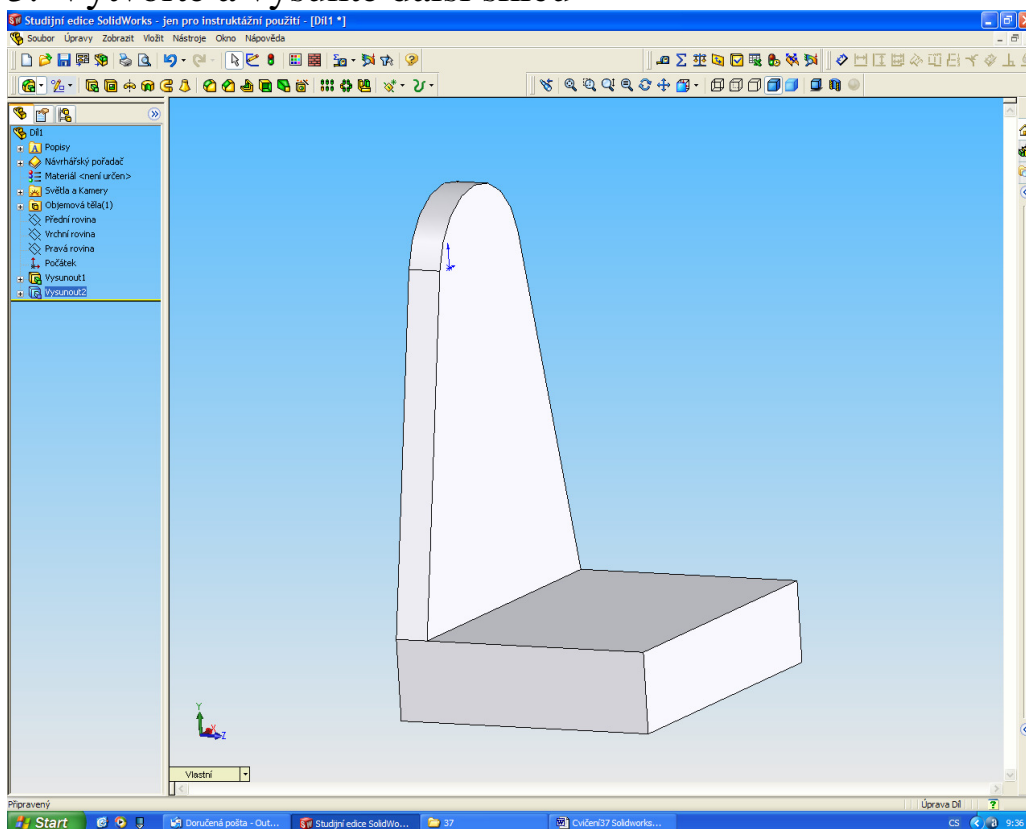 Studijní edice SolidWorks - jen pro instruktážní použití - [Díl1 *]
Soubor Úpravy Zobrazit Vložit Nástroje Okno Nápověda
Díl1
Popisy
Návrhářský pořadač
Materiál <není určen>
Světla a Kamery
Objemová těla(1)
Přední rovina
Vrchní rovina
Pravá rovina
Počátek
Vysunout1
Vysunout2
Y
X
Z
Vlastní
Připravený
Úprava Díl
Start
Doručená pošta - Out...
Studijní edice SolidWo...
37
Cvičení37 Solidworks...
CS
9:36